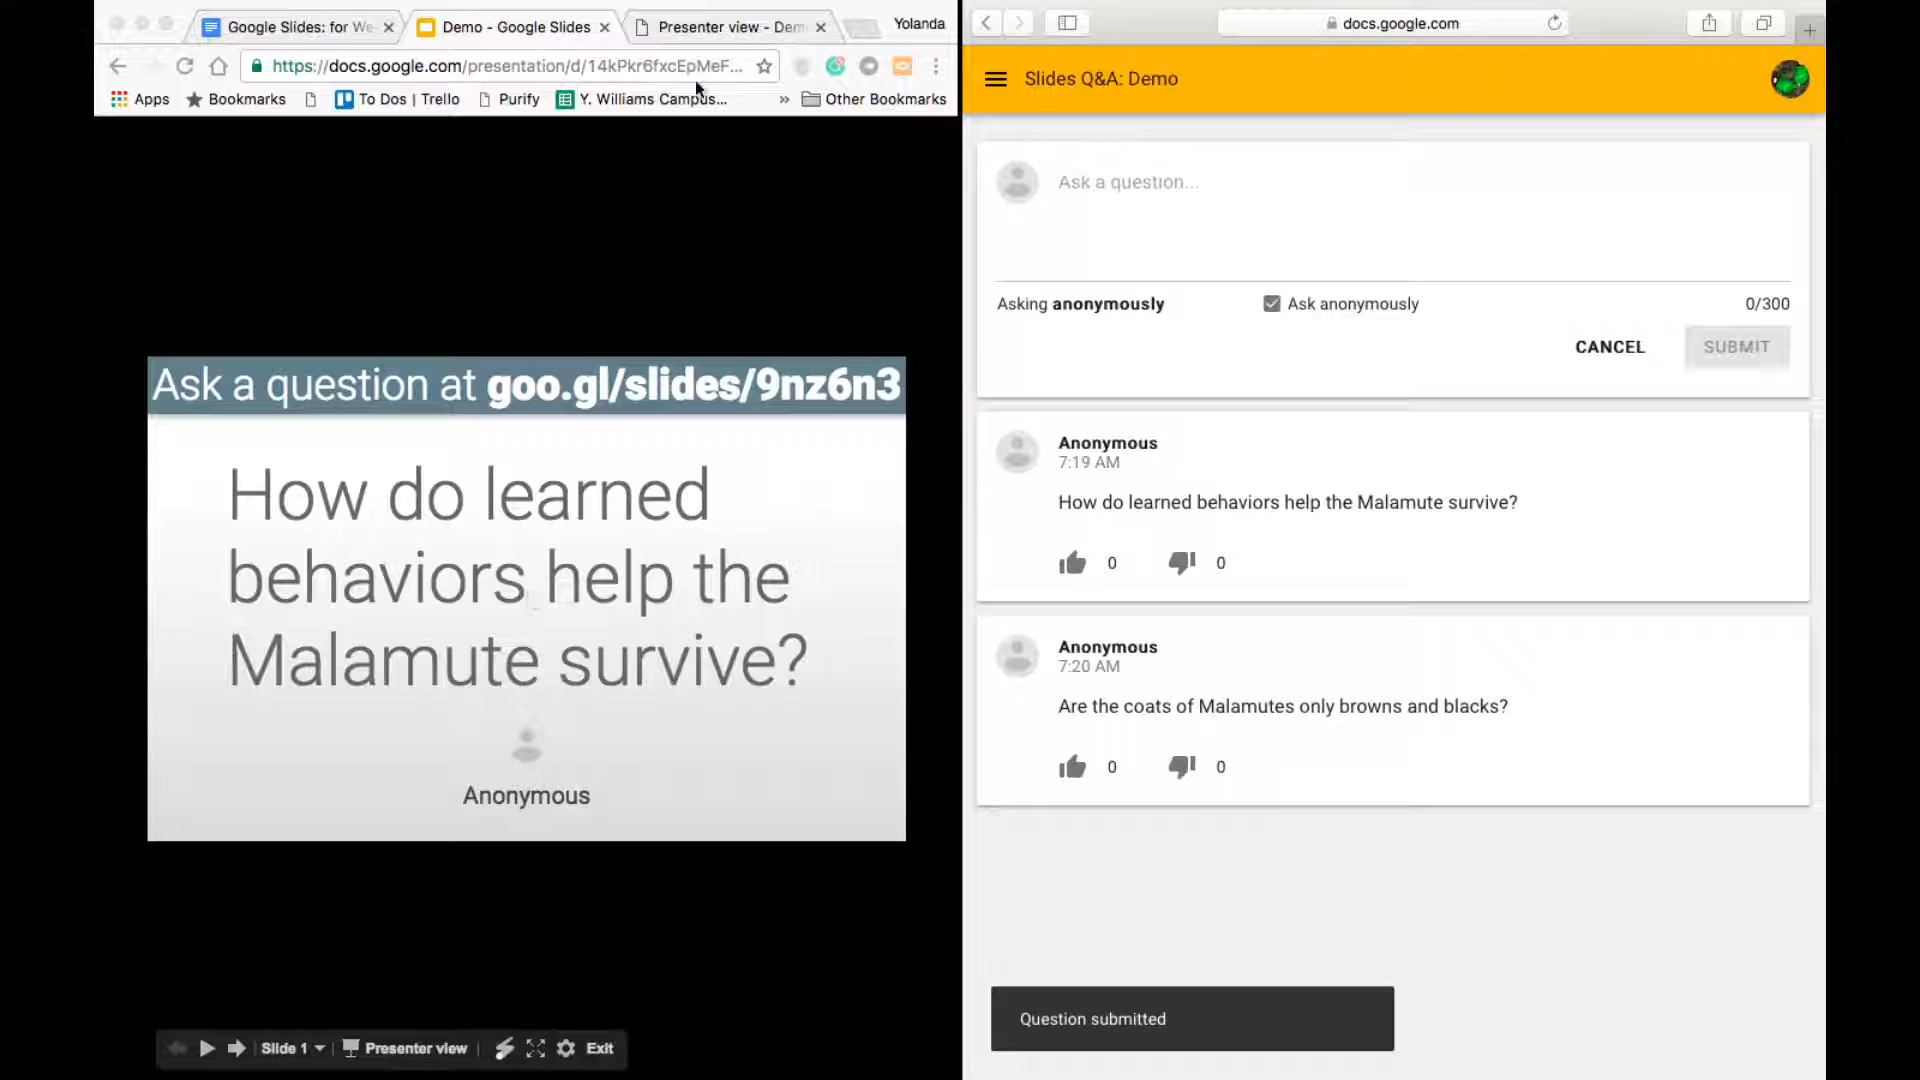 Google Slides: for We
Demo - Google Slides
Presenter view - Dem
Yolanda
https://docs.google.com/presentation/d/14kPkr6fxcEpMeF...
Apps
Bookmarks
To Dos | Trello
Purify
Y. Williams Campus...
»
Other Bookmarks
Ask a question at goo.gl/slides/9nz6n3
How do learned
behaviors help the
Malamute survive?
Anonymous
Slide 1
Presenter view
Exit
docs.google.com
Slides Q&A: Demo
Ask a question...
Asking anonymously
Ask anonymously
0/300
CANCEL
SUBMIT
Anonymous
7:19 AM
How do learned behaviors help the Malamute survive?
0
0
Anonymous
7:20 AM
Are the coats of Malamutes only browns and blacks?
0
0
Question submitted